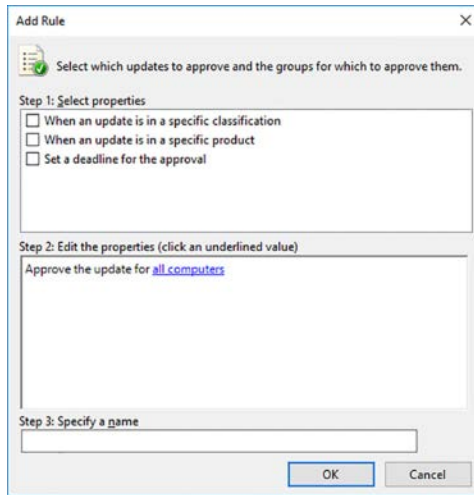 Add Rule
Select which updates to approve and the groups for which to approve them.
Step 1: Select properties
When an update is in a specific classification
When an update is in a specific product
Set a deadline for the approval
Step 2: Edit the properties (click an underlined value)
Approve the update for all computers
Step 3: Specify a name
OK Cancel